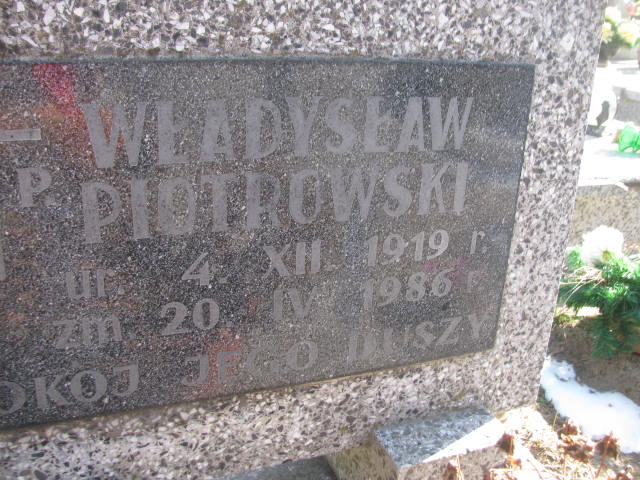 WŁADYSŁAW
P. PIOTROWSKI
ur. 4. XII. 1919 r.
zm. 20. IV. 1986 r.
OKOJ JEGO DUSZY